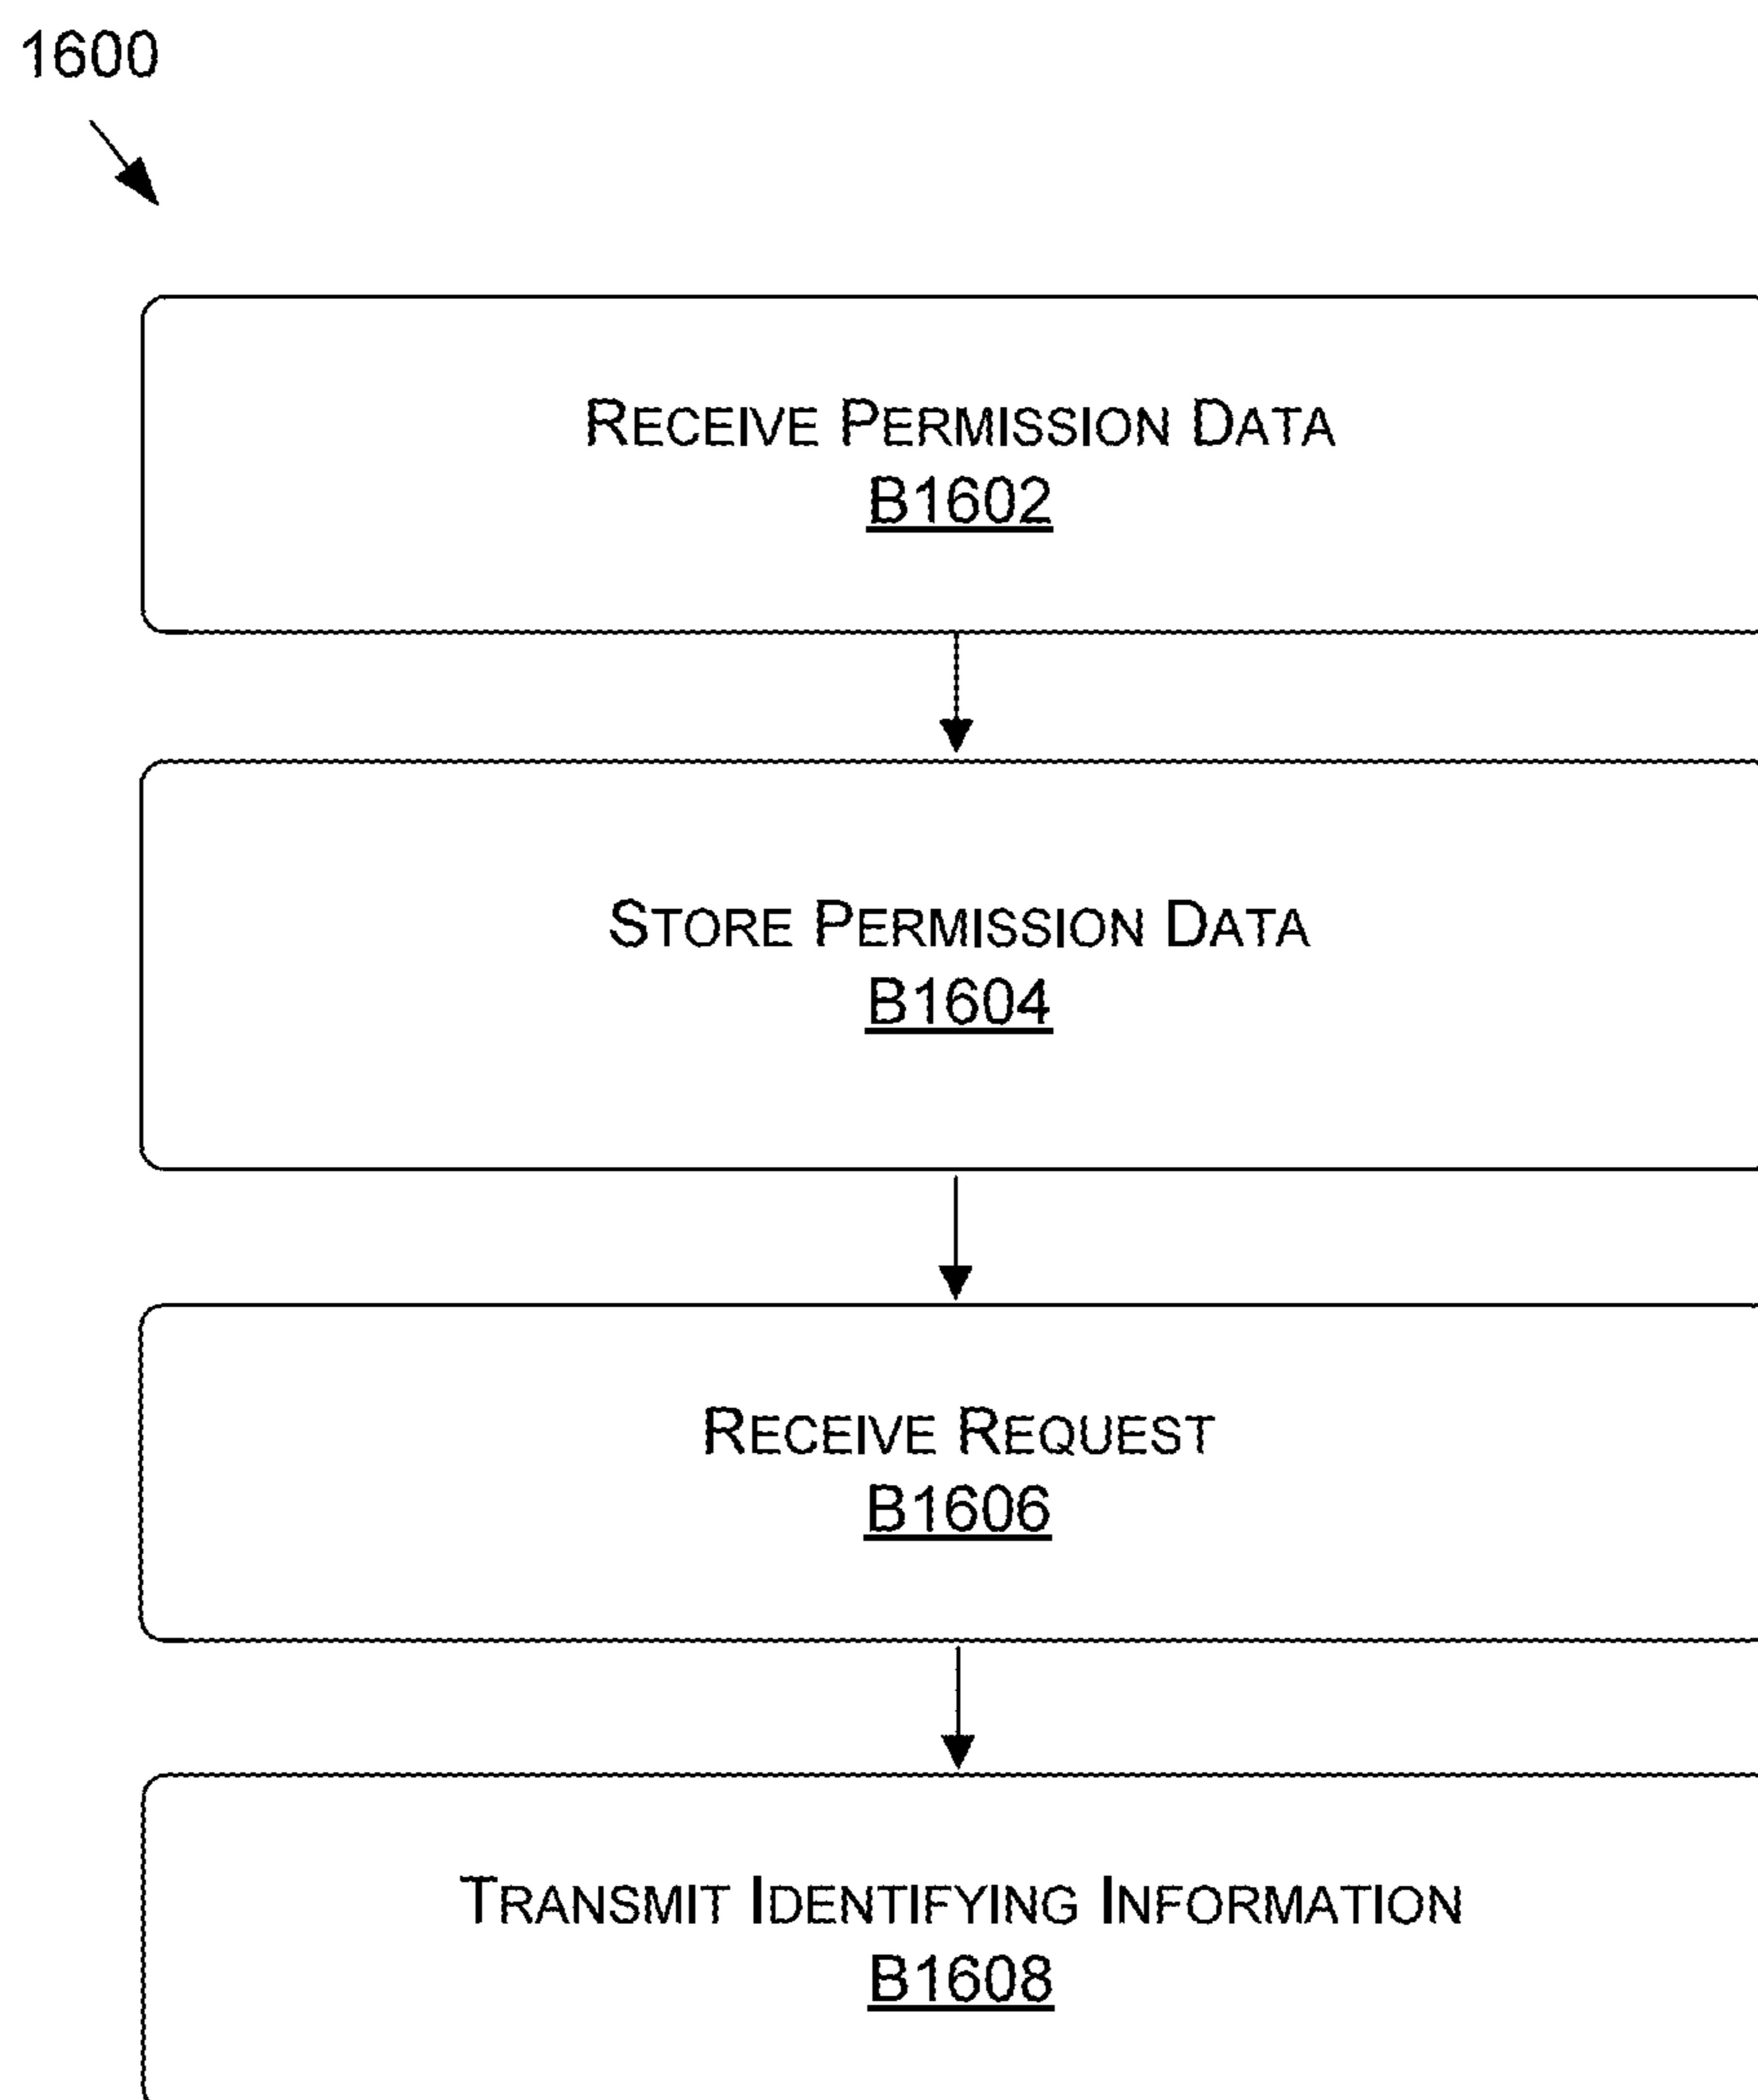 1600
RECEIVE PERMISSION DATA
B1602
STORE PERMISSION DATA
B1604
RECEIVE REQUEST
B1606
TRANSMIT IDENTIFYING INFORMATION
B1608